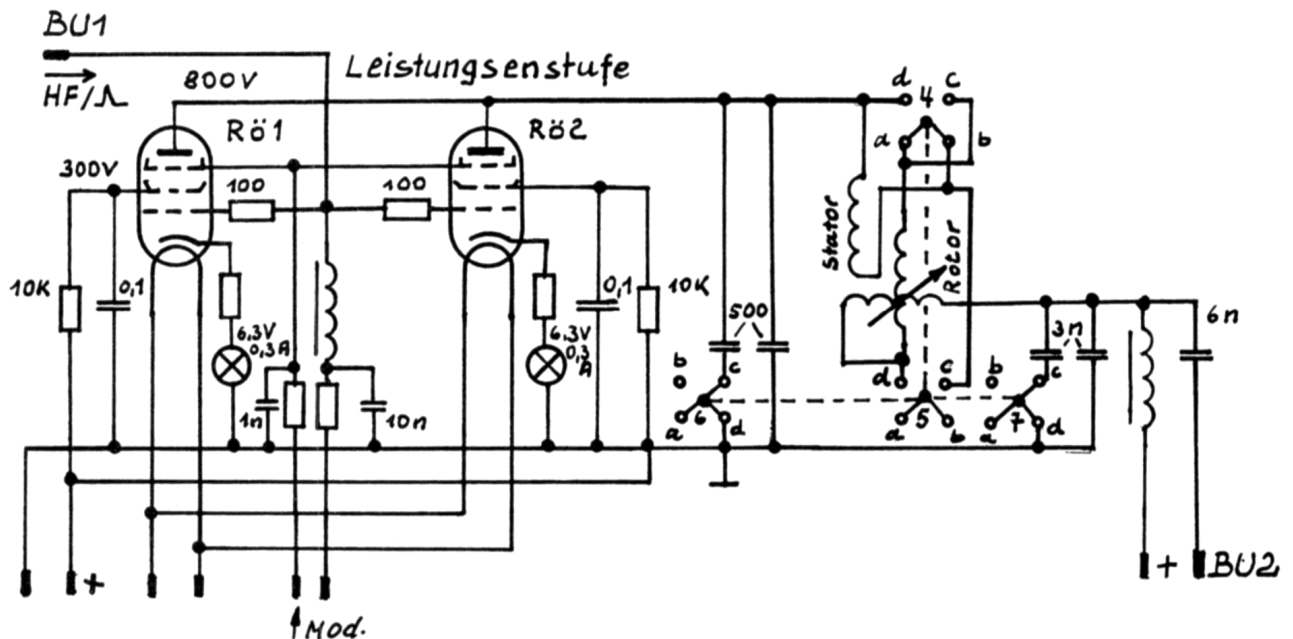 BU1
HF/⎍
Leistungsenstufe
800V
Rö1
Rö2
300V
100
100
d
4
c
a
b
Stator
Rotor
10K
0,1
6,3V
0,3A
1n
10n
6,3V
0,3
A
0,1
10K
500
3n
6n
b
c
6
a
d
d
c
5
a
b
b
c
7
a
d
+
Mod.
+
BU2